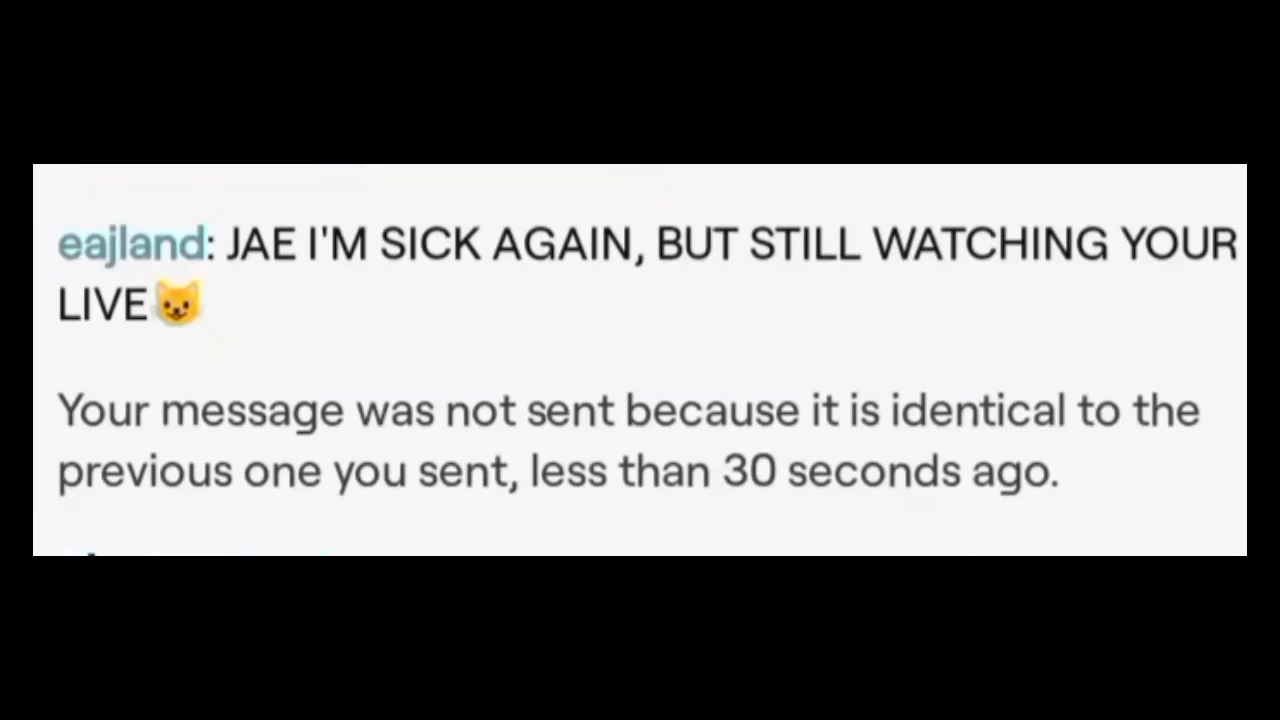 eajland: JAE I'M SICK AGAIN, BUT STILL WATCHING YOUR
LIVE😺
Your message was not sent because it is identical to the
previous one you sent, less than 30 seconds ago.